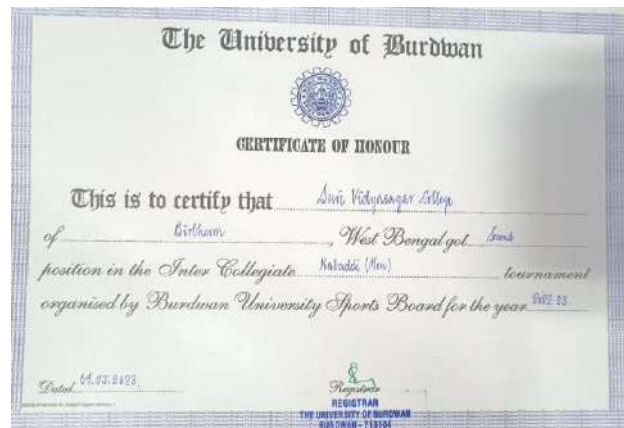 The University of Burdwan
CERTIFICATE OF HONOUR
This is to certify that Suri Vidyasagar College
of Birbhum, West Bengal got
position in the Inter Collegiate Kabaddi (Men) tournament
organised by Burdwan University Sports Board for the year 2022-23.
Dated
Registrar
REGISTRAR
THE UNIVERSITY OF BURDWAN
BURDWAN - 713104